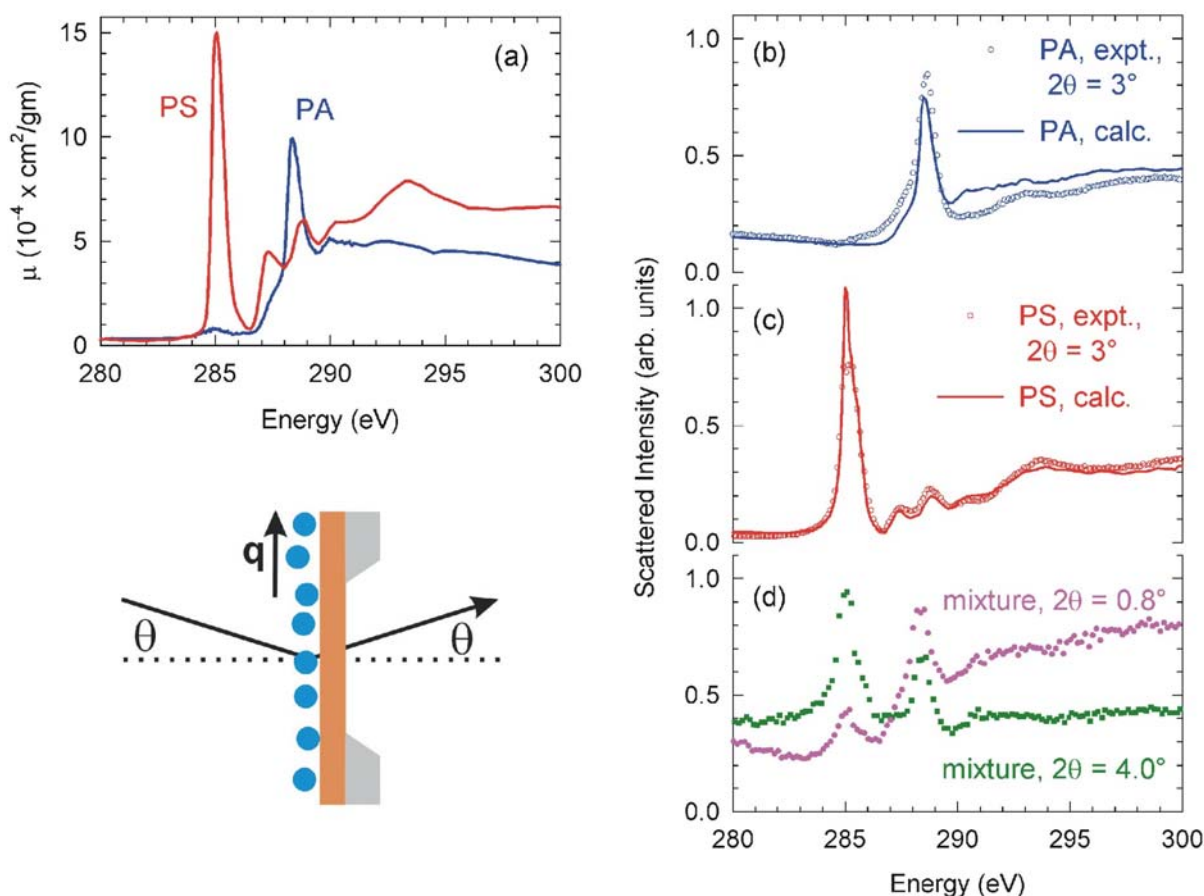 (a)
PS
PA
μ (10⁻⁴ x cm²/gm)
15
10
5
0
280
285
290
295
300
Energy (eV)
q
θ
θ
Scattered Intensity (arb. units)
1.0
0.5
0.0
(b)
PA, expt.,
2θ = 3°
PA, calc.
1.0
0.5
0.0
(c)
PS, expt.,
2θ = 3°
PS, calc.
1.0
0.5
0.0
(d)
mixture, 2θ = 0.8°
mixture, 2θ = 4.0°
280
285
290
295
300
Energy (eV)